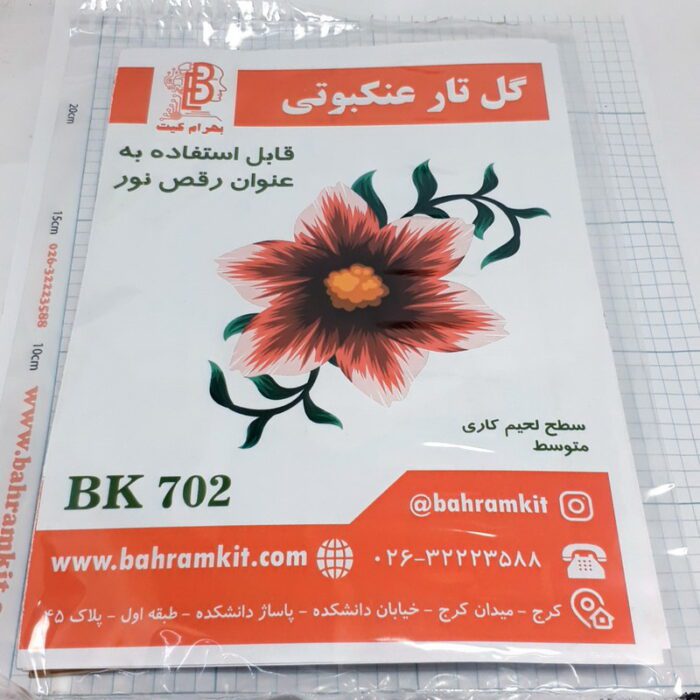 گل تار عنکبوتی
بهرام کیت
قابل استفاده به
عنوان رقص نور
سطح لحیم کاری
متوسط
BK 702
@bahramkit
www.bahramkit.com
۰۲۶-۳۲۲۲۳۵۸۸
کرج - میدان کرج - خیابان دانشکده - پاساژ دانشکده - طبقه اول - پلاک ۴۵
20cm
15cm
026-32223588
10cm
www.bahramkit.c